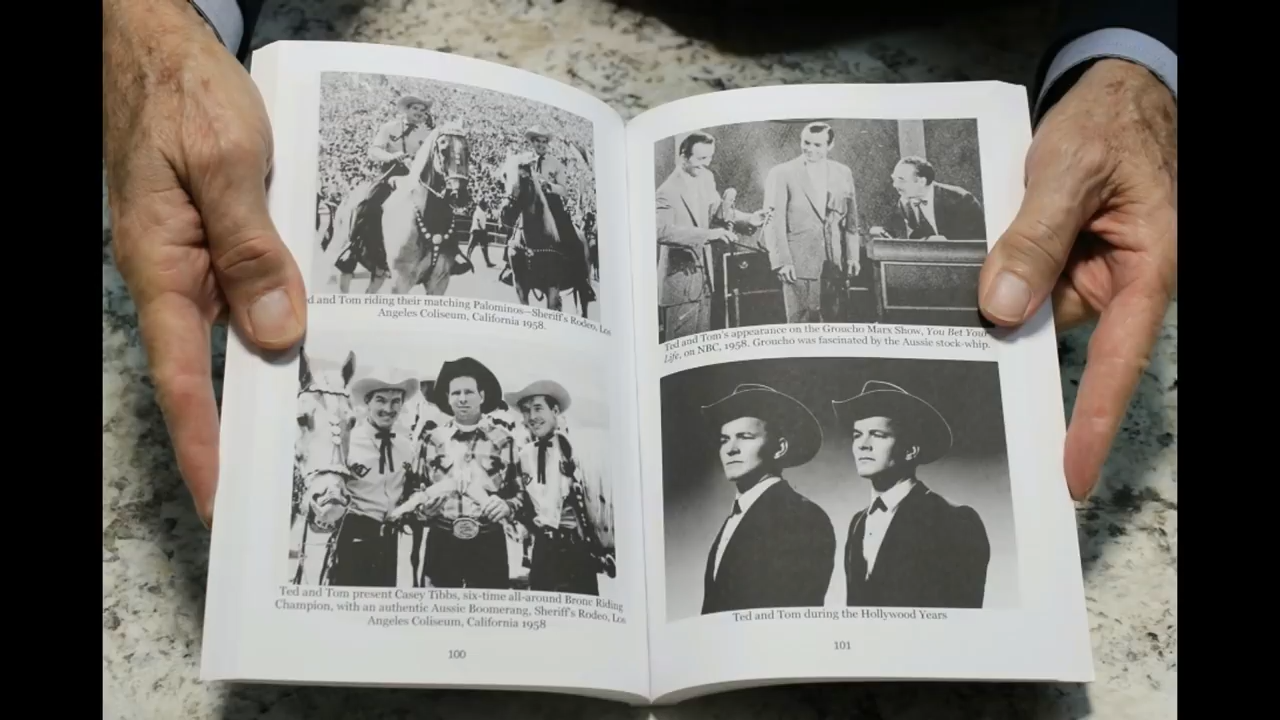 ed and Tom riding their matching Palominos—Sheriff's Rodeo, Los
Angeles Coliseum, California 1958.
Ted and Tom present Casey Tibbs, six-time all-around Bronc Riding
Champion, with an authentic Aussie Boomerang, Sheriff's Rodeo, Los
Angeles Coliseum, California 1958
100
Ted and Tom's appearance on the Groucho Marx Show, You Bet Your
Life, on NBC, 1958. Groucho was fascinated by the Aussie stock-whip.
Ted and Tom during the Hollywood Years
101